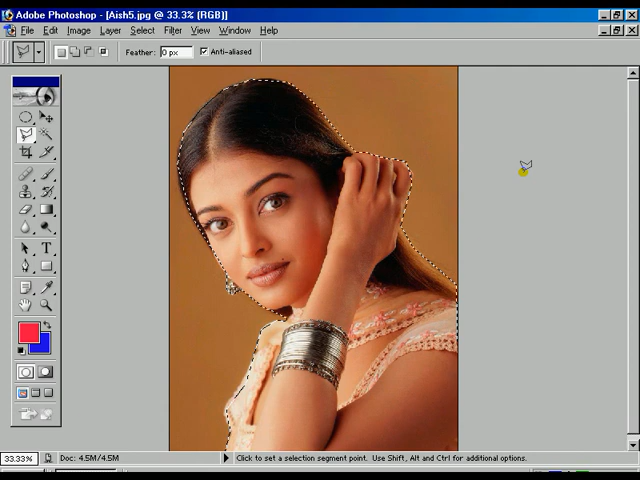 Adobe Photoshop - [Aish5.jpg @ 33.3% (RGB)]
File Edit Image Layer Select Filter View Window Help
Feather: 0 px Anti-aliased
T
33.33% Doc: 4.5M/4.5M Click to set a selection segment point. Use Shift, Alt and Ctrl for additional options.